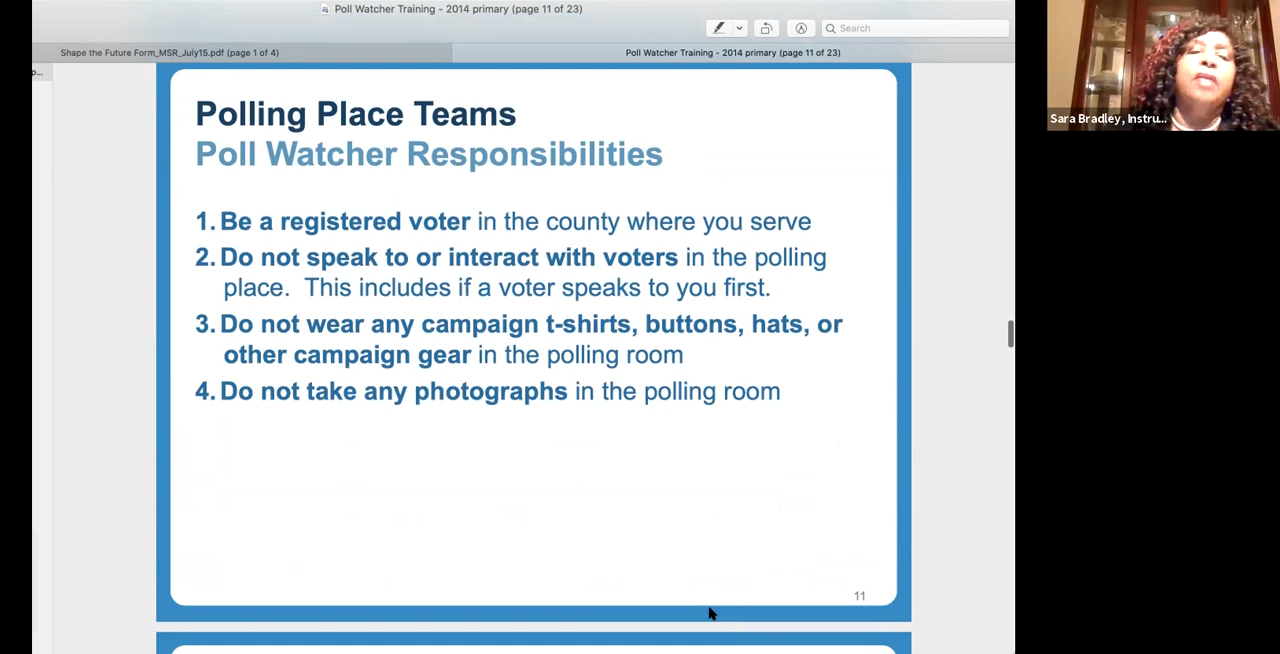 Poll Watcher Training - 2014 primary (page 11 of 23)
Search
Shape the Future Form_MSR_July15.pdf (page 1 of 4)
Poll Watcher Training - 2014 primary (page 11 of 23)
p...
Polling Place Teams
Poll Watcher Responsibilities
1. Be a registered voter in the county where you serve
2. Do not speak to or interact with voters in the polling
place. This includes if a voter speaks to you first.
3. Do not wear any campaign t-shirts, buttons, hats, or
other campaign gear in the polling room
4. Do not take any photographs in the polling room
11
Sara Bradley, Instru...